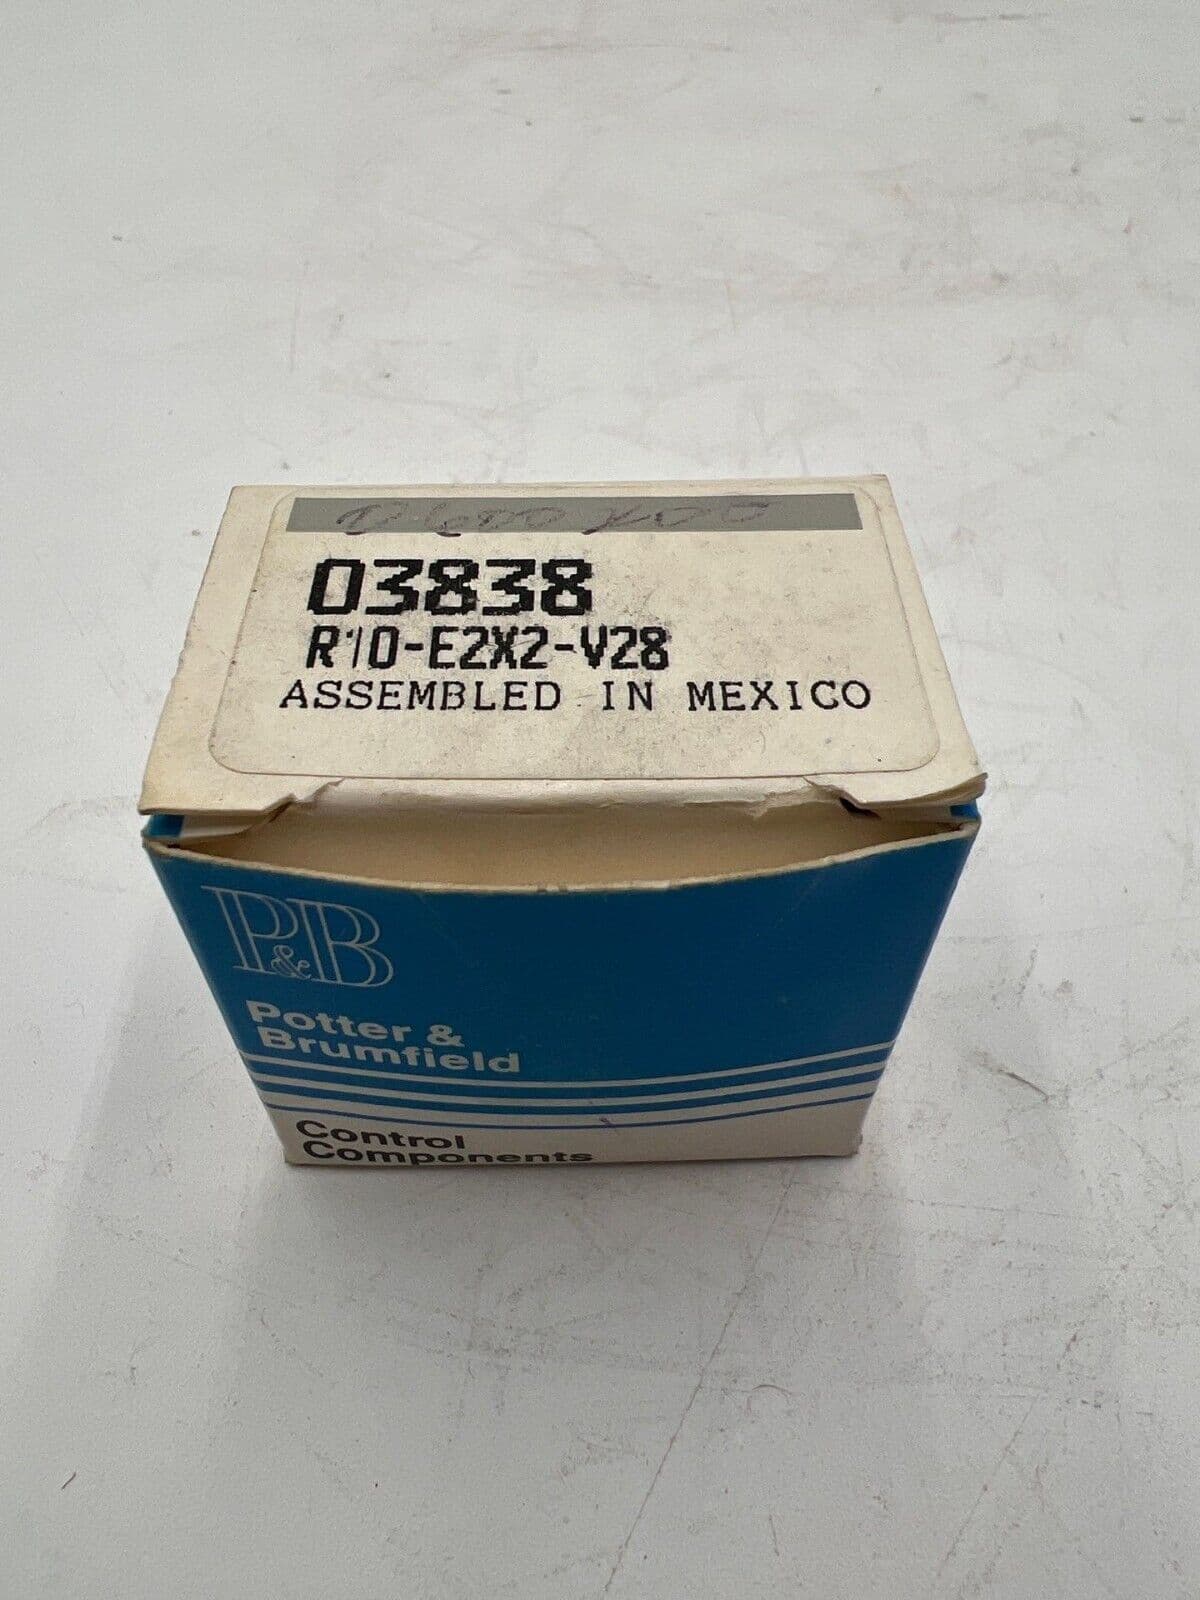 03838
R10-E2X2-V28
ASSEMBLED IN MEXICO
P&B
Potter &
Brumfield
Control
Components